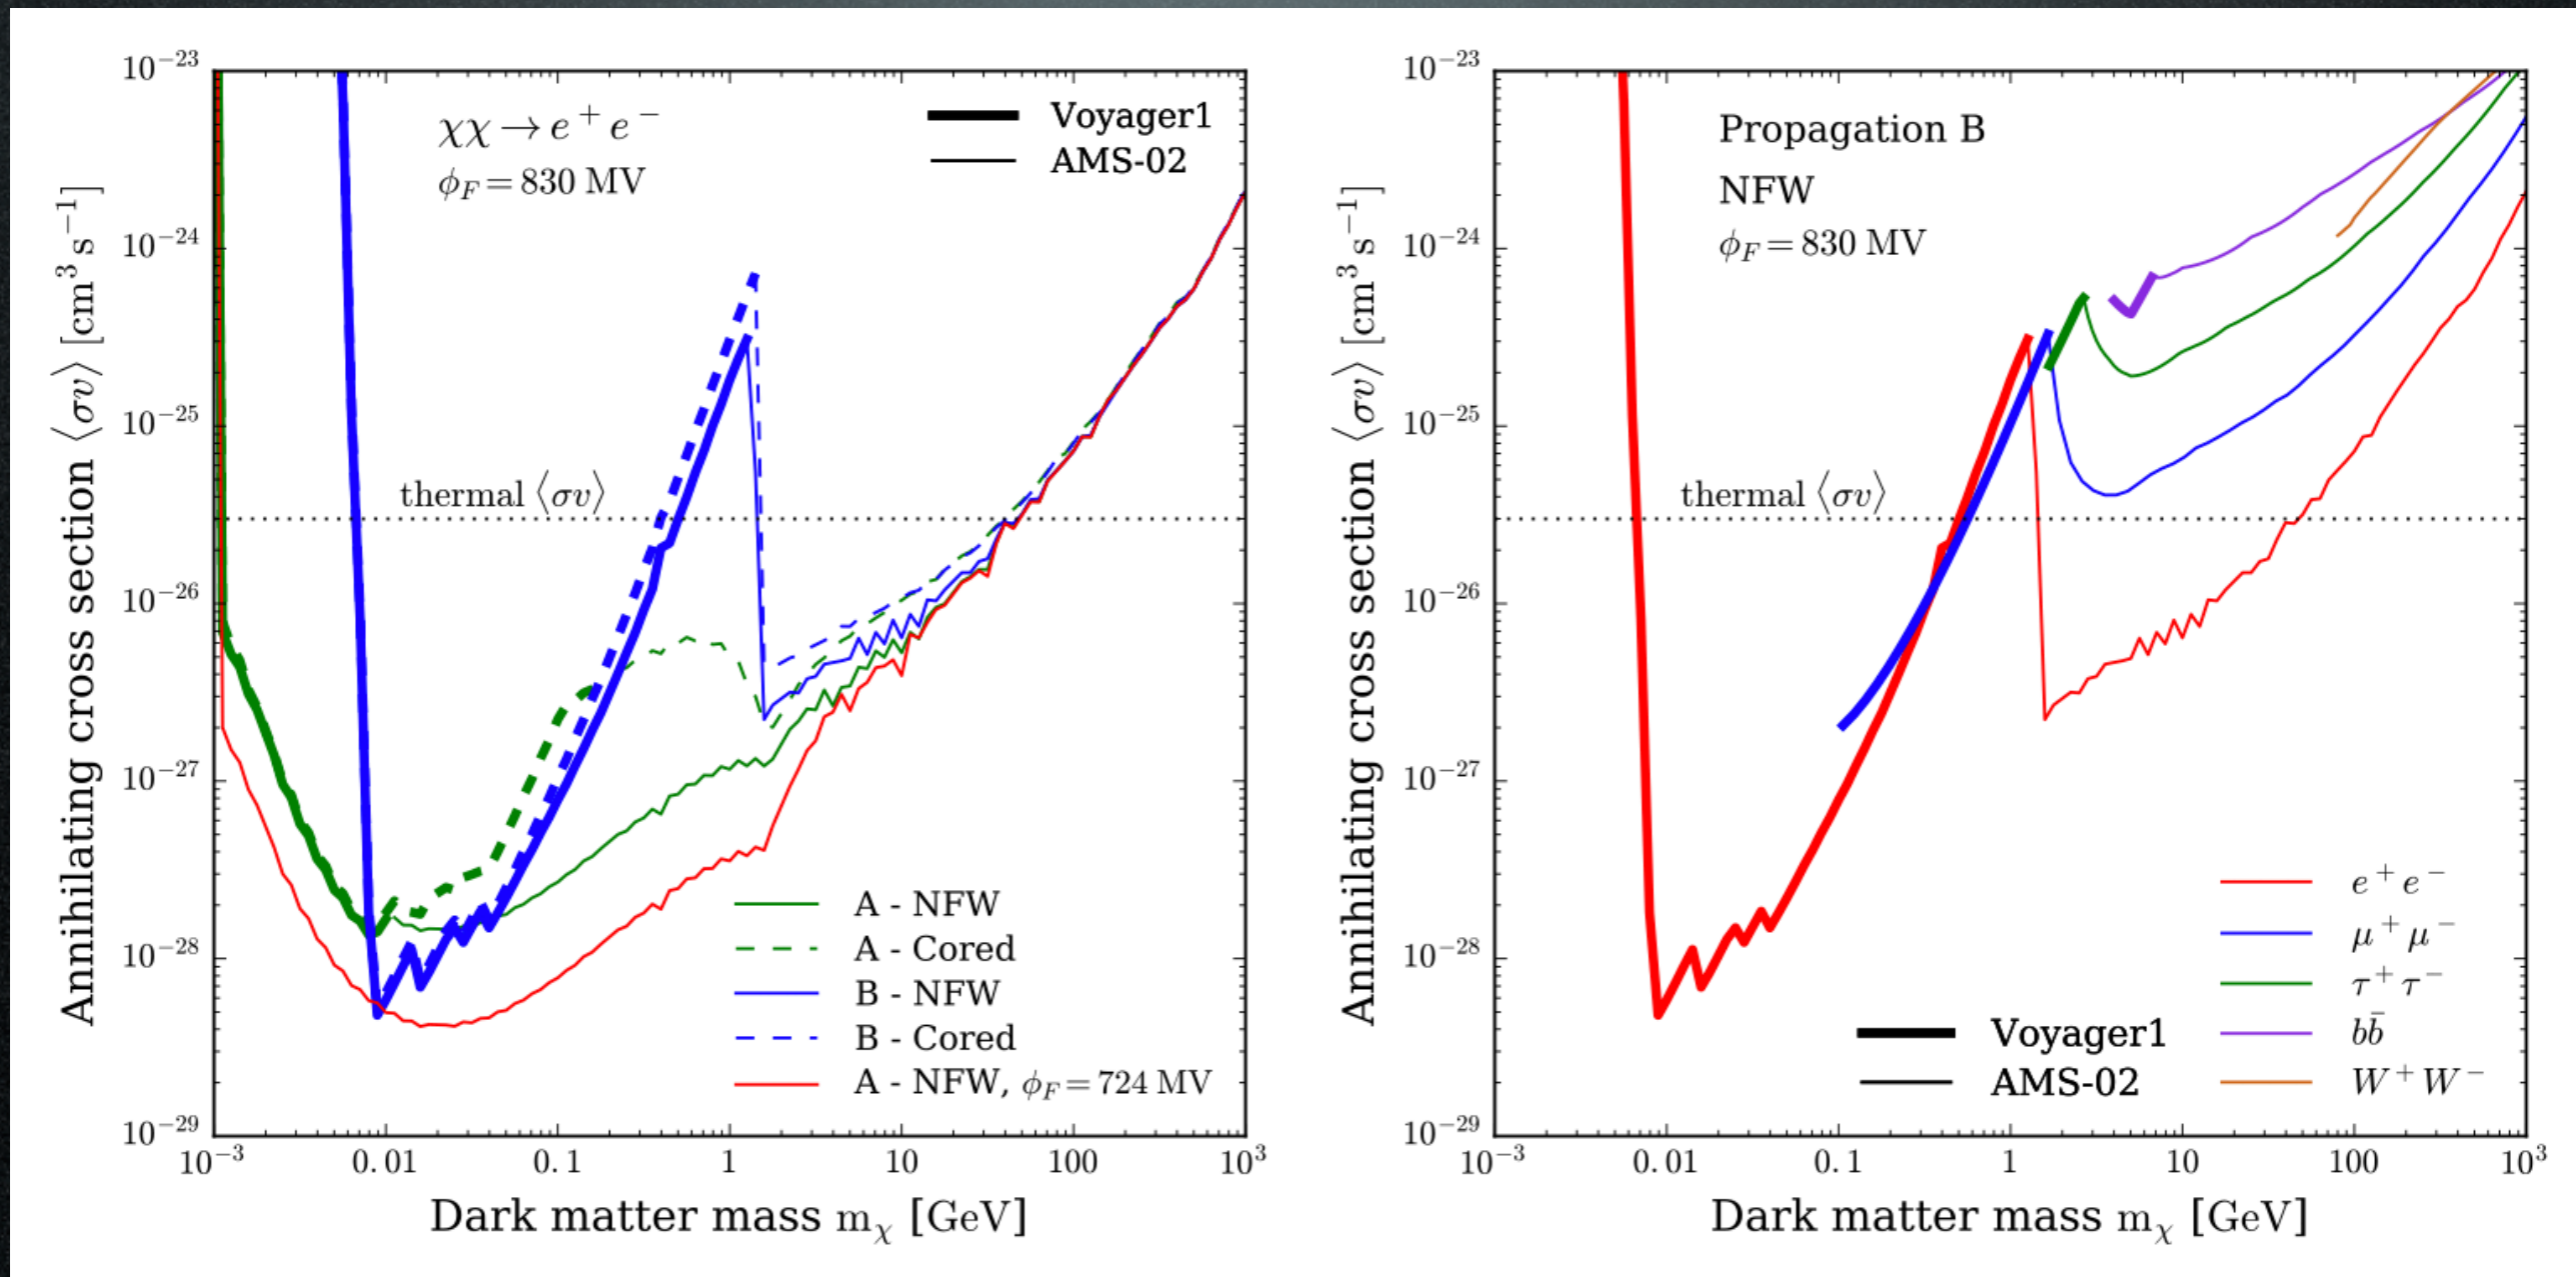 χχ → e⁺e⁻
ϕ_F = 830 MV
Voyager1
AMS-02
thermal ⟨σv⟩
A - NFW
A - Cored
B - NFW
B - Cored
A - NFW, ϕ_F = 724 MV
Annihilating cross section ⟨σv⟩ [cm³ s⁻¹]
10⁻²³
10⁻²⁴
10⁻²⁵
10⁻²⁶
10⁻²⁷
10⁻²⁸
10⁻²⁹
10⁻³ 0.01 0.1 1 10 100 10³
Dark matter mass m_χ [GeV]
Propagation B
NFW
ϕ_F = 830 MV
thermal ⟨σv⟩
Voyager1
AMS-02
e⁺e⁻
μ⁺μ⁻
τ⁺τ⁻
bb̄
W⁺W⁻
Annihilating cross section ⟨σv⟩ [cm³ s⁻¹]
10⁻²³
10⁻²⁴
10⁻²⁵
10⁻²⁶
10⁻²⁷
10⁻²⁸
10⁻²⁹
10⁻³ 0.01 0.1 1 10 100 10³
Dark matter mass m_χ [GeV]